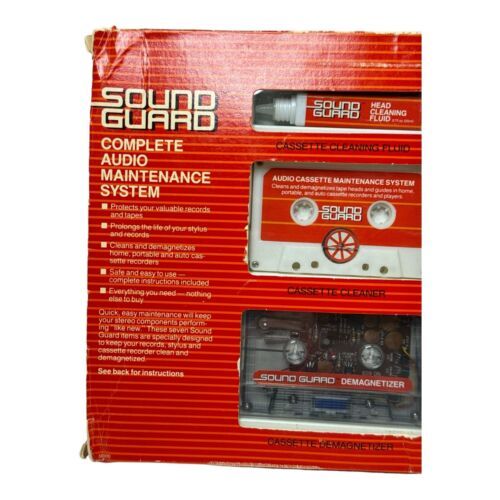 SOUND
GUARD
COMPLETE
AUDIO
MAINTENANCE
SYSTEM
Protects your valuable records
and tapes
Prolongs the life of your stylus
and records
Cleans and demagnetizes
home, portable and auto cas-
sette recorders
Safe and easy to use —
complete instructions included
Everything you need — nothing
else to buy
Quick, easy maintenance will keep
your stereo components perform-
ing "like new." These seven Sound
Guard items are specially designed
to keep your records, stylus and
cassette recorder clean and
demagnetized.
See back for instructions
SOUND
GUARD
HEAD
CLEANING
FLUID
CASSETTE CLEANING FLUID
AUDIO CASSETTE MAINTENANCE SYSTEM
Cleans and demagnetizes tape heads and guides in home,
portable, and auto cassette recorders and players
SOUND
GUARD
CASSETTE CLEANER
SOUND GUARD DEMAGNETIZER
CASSETTE DEMAGNETIZER